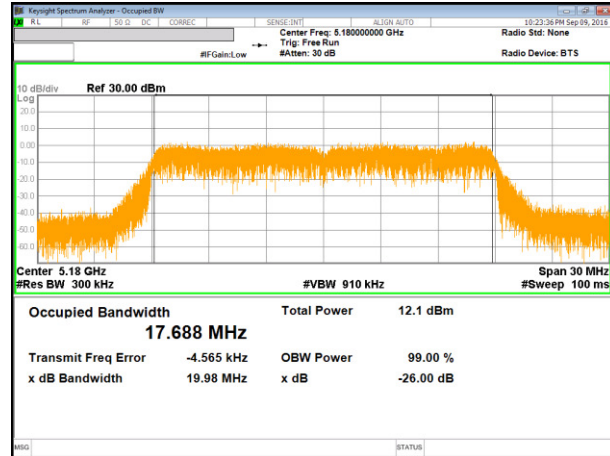 Keysight Spectrum Analyzer - Occupied BW
RL RF 50 Ω DC CORREC SENSE:INT ALIGN AUTO 10:23:36 PM Sep 09, 2016
Center Freq: 5.180000000 GHz Radio Std: None
Trig: Free Run
#IFGain:Low #Atten: 30 dB Radio Device: BTS
10 dB/div Ref 30.00 dBm
Log
20.0
10.0
0.00
-10.0
-20.0
-30.0
-40.0
-50.0
-60.0
Center 5.18 GHz Span 30 MHz
#Res BW 300 kHz #VBW 910 kHz #Sweep 100 ms
Occupied Bandwidth Total Power 12.1 dBm
17.688 MHz
Transmit Freq Error -4.565 kHz OBW Power 99.00 %
x dB Bandwidth 19.98 MHz x dB -26.00 dB
MSG STATUS